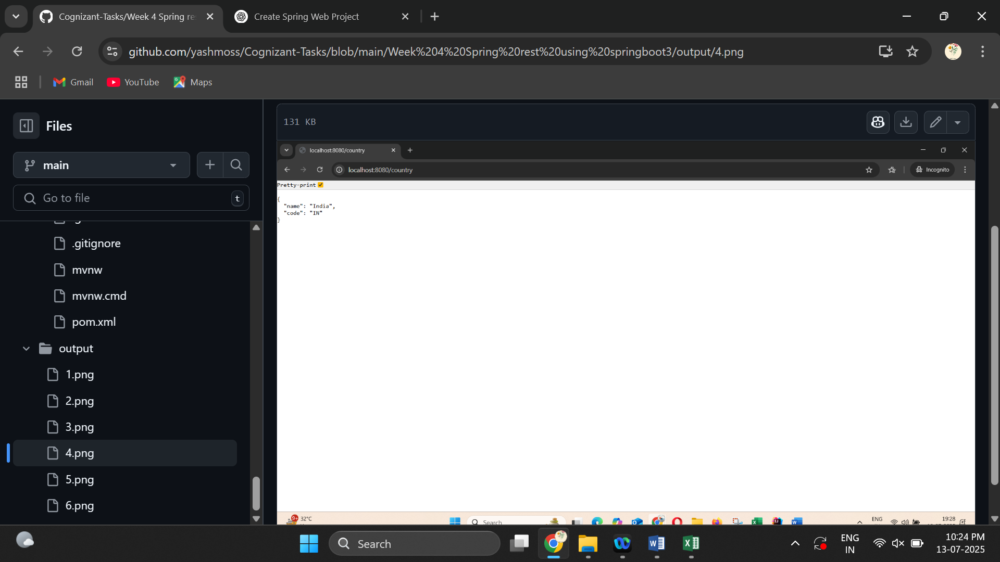 Cognizant-Tasks/Week 4 Spring re
Create Spring Web Project
github.com/yashmoss/Cognizant-Tasks/blob/main/Week%204%20Spring%20rest%20using%20springboot3/output/4.png
Gmail
YouTube
Maps
Files
main
Go to file
t
.gitignore
mvnw
mvnw.cmd
pom.xml
output
1.png
2.png
3.png
4.png
5.png
6.png
131 KB
localhost:8080/country
localhost:8080/country
Incognito
Pretty-print
{
"name": "India",
"code": "IN"
}
9+
32°C
Search
ENG
19:28
Search
ENG
IN
10:24 PM
13-07-2025